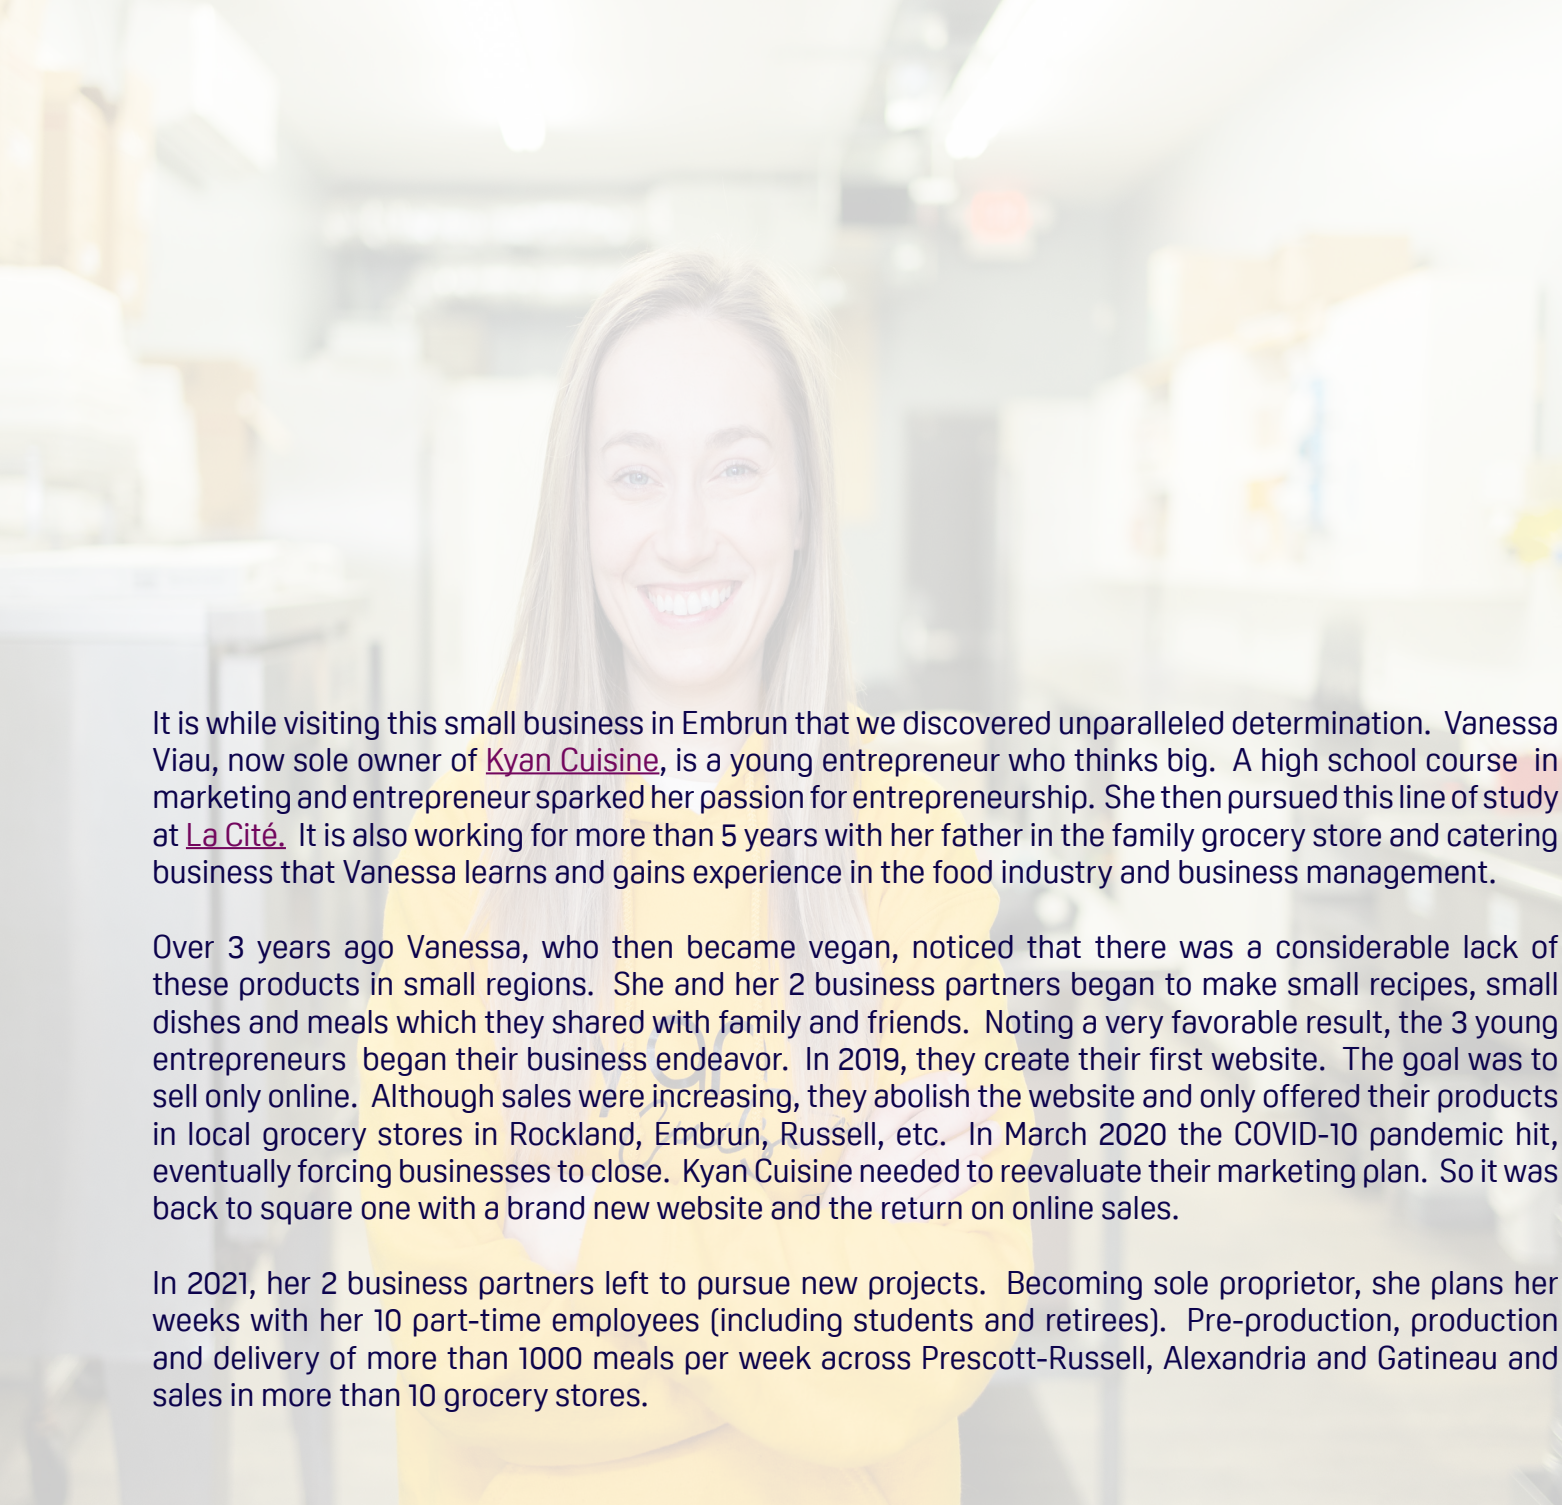 It is while visiting this small business in Embrun that we discovered unparalleled determination. Vanessa
Viau, now sole owner of Kyan Cuisine, is a young entrepreneur who thinks big. A high school course in
marketing and entrepreneur sparked her passion for entrepreneurship. She then pursued this line of study
at La Cité. It is also working for more than 5 years with her father in the family grocery store and catering
business that Vanessa learns and gains experience in the food industry and business management.
Over 3 years ago Vanessa, who then became vegan, noticed that there was a considerable lack of
these products in small regions. She and her 2 business partners began to make small recipes, small
dishes and meals which they shared with family and friends. Noting a very favorable result, the 3 young
entrepreneurs began their business endeavor. In 2019, they create their first website. The goal was to
sell only online. Although sales were increasing, they abolish the website and only offered their products
in local grocery stores in Rockland, Embrun, Russell, etc. In March 2020 the COVID-10 pandemic hit,
eventually forcing businesses to close. Kyan Cuisine needed to reevaluate their marketing plan. So it was
back to square one with a brand new website and the return on online sales.
In 2021, her 2 business partners left to pursue new projects. Becoming sole proprietor, she plans her
weeks with her 10 part-time employees (including students and retirees). Pre-production, production
and delivery of more than 1000 meals per week across Prescott-Russell, Alexandria and Gatineau and
sales in more than 10 grocery stores.